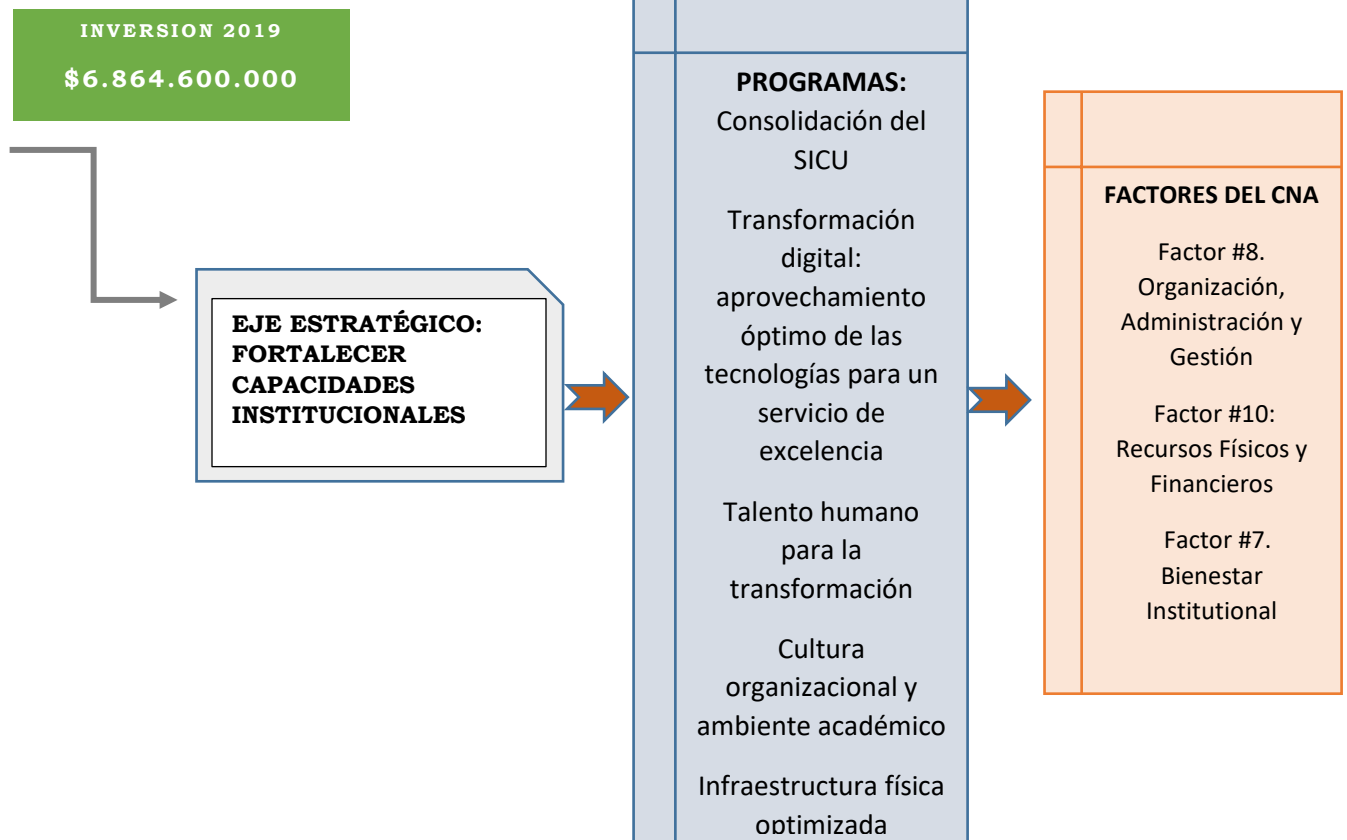 INVERSION 2019
$6.864.600.000
EJE ESTRATÉGICO:
FORTALECER
CAPACIDADES
INSTITUCIONALES
PROGRAMAS:
Consolidación del
SICU
Transformación
digital:
aprovechamiento
óptimo de las
tecnologías para un
servicio de
excelencia
Talento humano
para la
transformación
Cultura
organizacional y
ambiente académico
Infraestructura física
optimizada
FACTORES DEL CNA
Factor #8.
Organización,
Administración y
Gestión
Factor #10:
Recursos Físicos y
Financieros
Factor #7.
Bienestar
Institutional